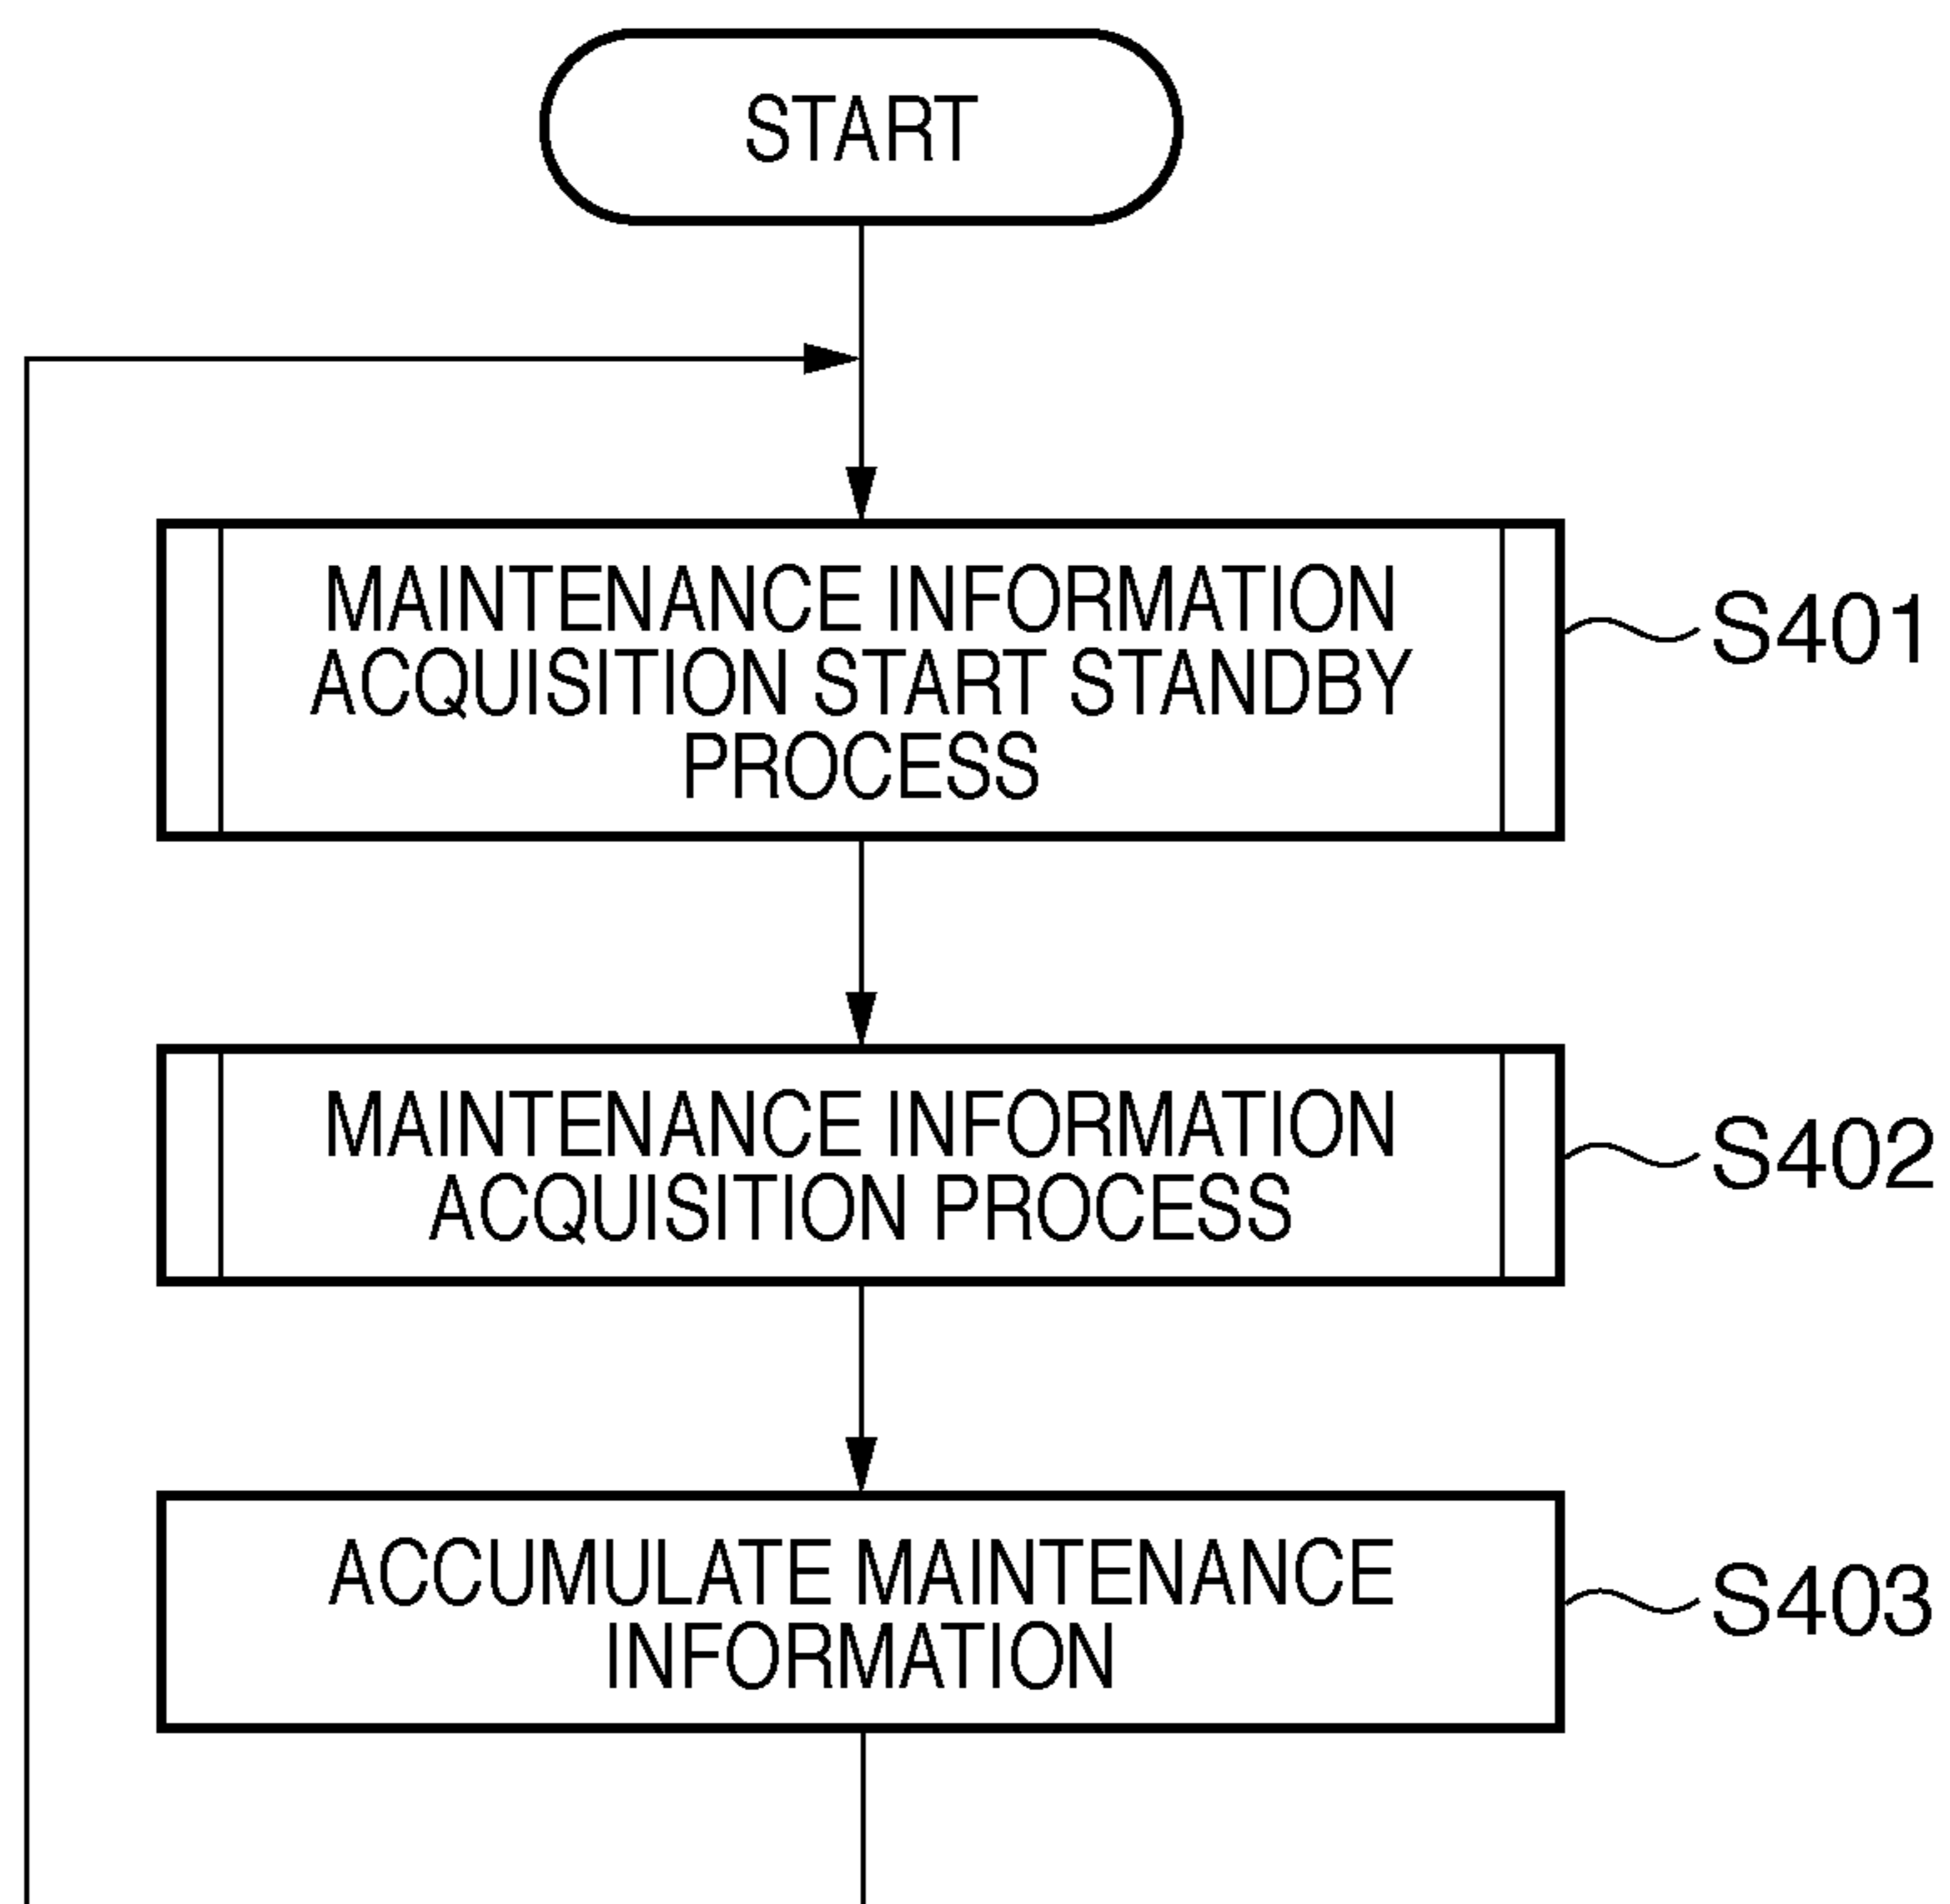 START
MAINTENANCE INFORMATION
ACQUISITION START STANDBY
PROCESS
S401
MAINTENANCE INFORMATION
ACQUISITION PROCESS
S402
ACCUMULATE MAINTENANCE
INFORMATION
S403